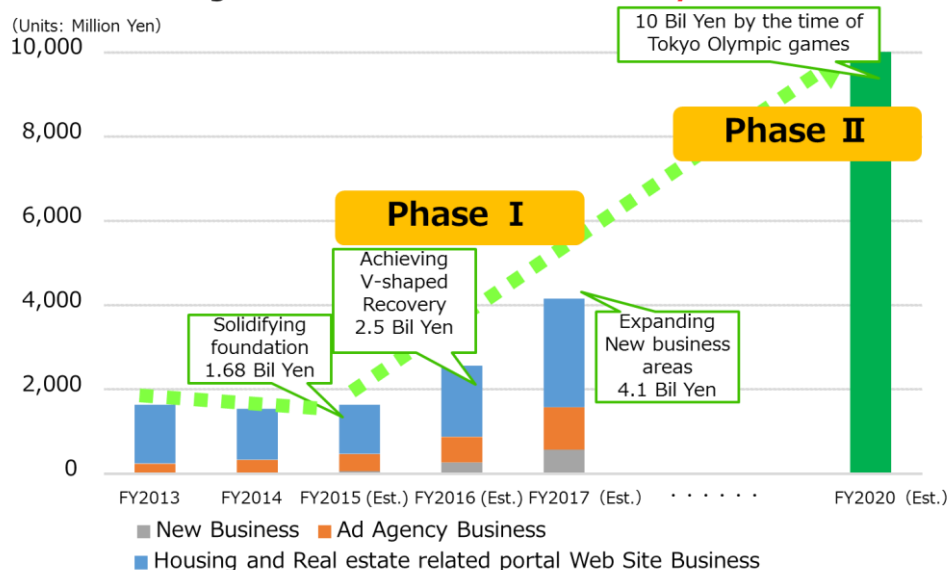 (Units: Million Yen)
10 Bil Yen by the time of
Tokyo Olympic games
10,000
8,000
6,000
4,000
2,000
0
Phase Ⅱ
Phase Ⅰ
Achieving
V-shaped
Recovery
2.5 Bil Yen
Solidifying
foundation
1.68 Bil Yen
Expanding
New business
areas
4.1 Bil Yen
FY2013 FY2014 FY2015 (Est.) FY2016 (Est.) FY2017 (Est.) ・・・・・・ FY2020 (Est.)
New Business Ad Agency Business
Housing and Real estate related portal Web Site Business